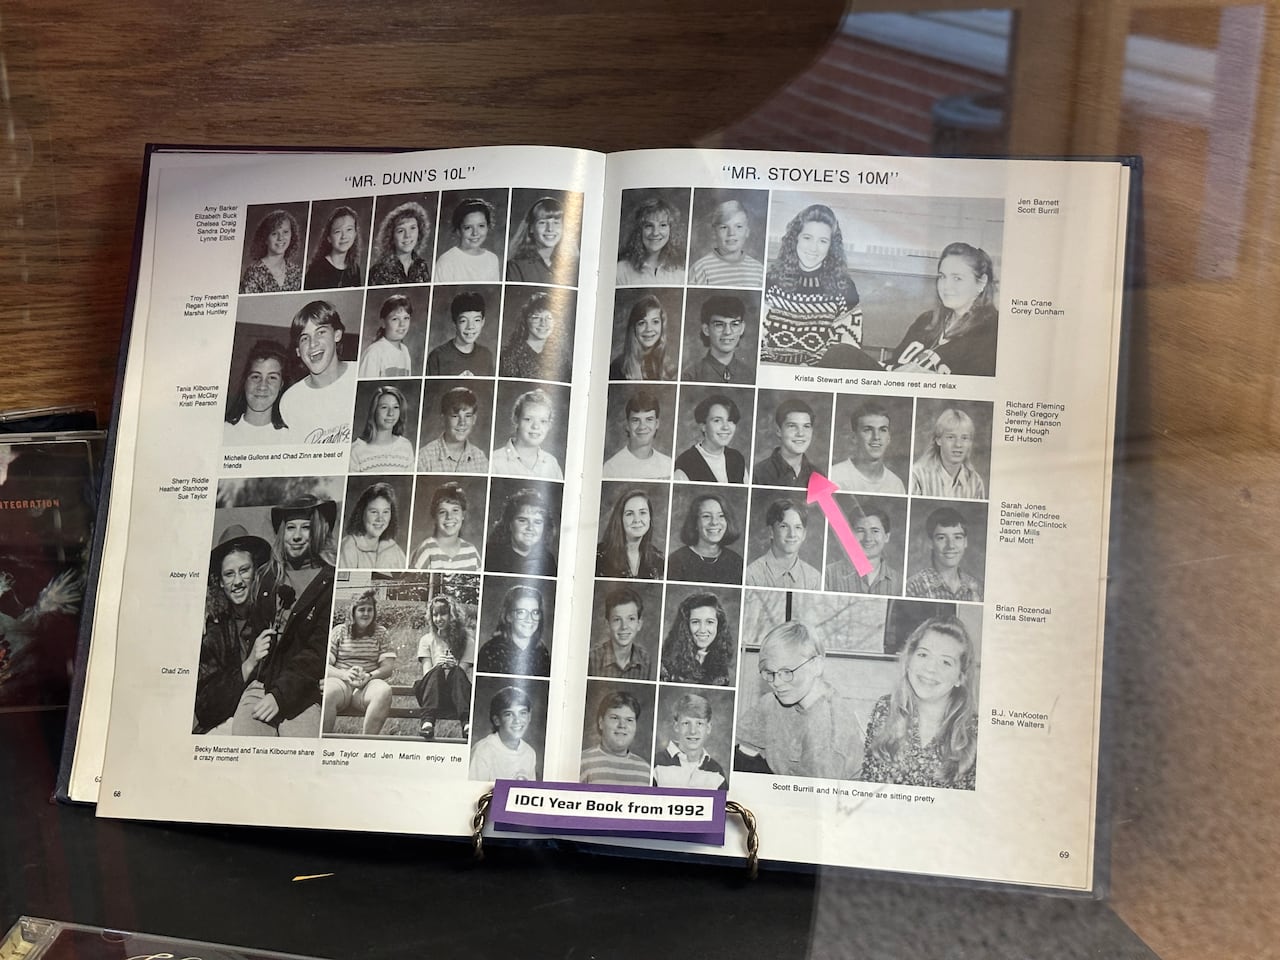 "MR. DUNN'S 10L"
Amy Barker
Elizabeth Buck
Chelsea Craig
Sandra Doyle
Lynne Elliott
Troy Freeman
Regan Hopkins
Marsha Huntley
Tania Kilbourne
Ryan McClay
Kristi Pearson
Michelle Gullons and Chad Zinn are best of
friends
Sherry Riddle
Heather Stanhope
Sue Taylor
Abbey Vint
Chad Zinn
Becky Marchant and Tania Kilbourne share
a crazy moment
Sue Taylor and Jen Martin enjoy the
sunshine
68
"MR. STOYLE'S 10M"
Jen Barnett
Scott Burrill
Nina Crane
Corey Dunham
Krista Stewart and Sarah Jones rest and relax
Richard Fleming
Shelly Gregory
Jeremy Hanson
Drew Hough
Ed Hutson
Sarah Jones
Danielle Kindree
Darren McClintock
Jason Mills
Paul Mott
Brian Rozendal
Krista Stewart
B.J. VanKooten
Shane Walters
Scott Burrill and Nina Crane are sitting pretty
69
IDCI Year Book from 1992